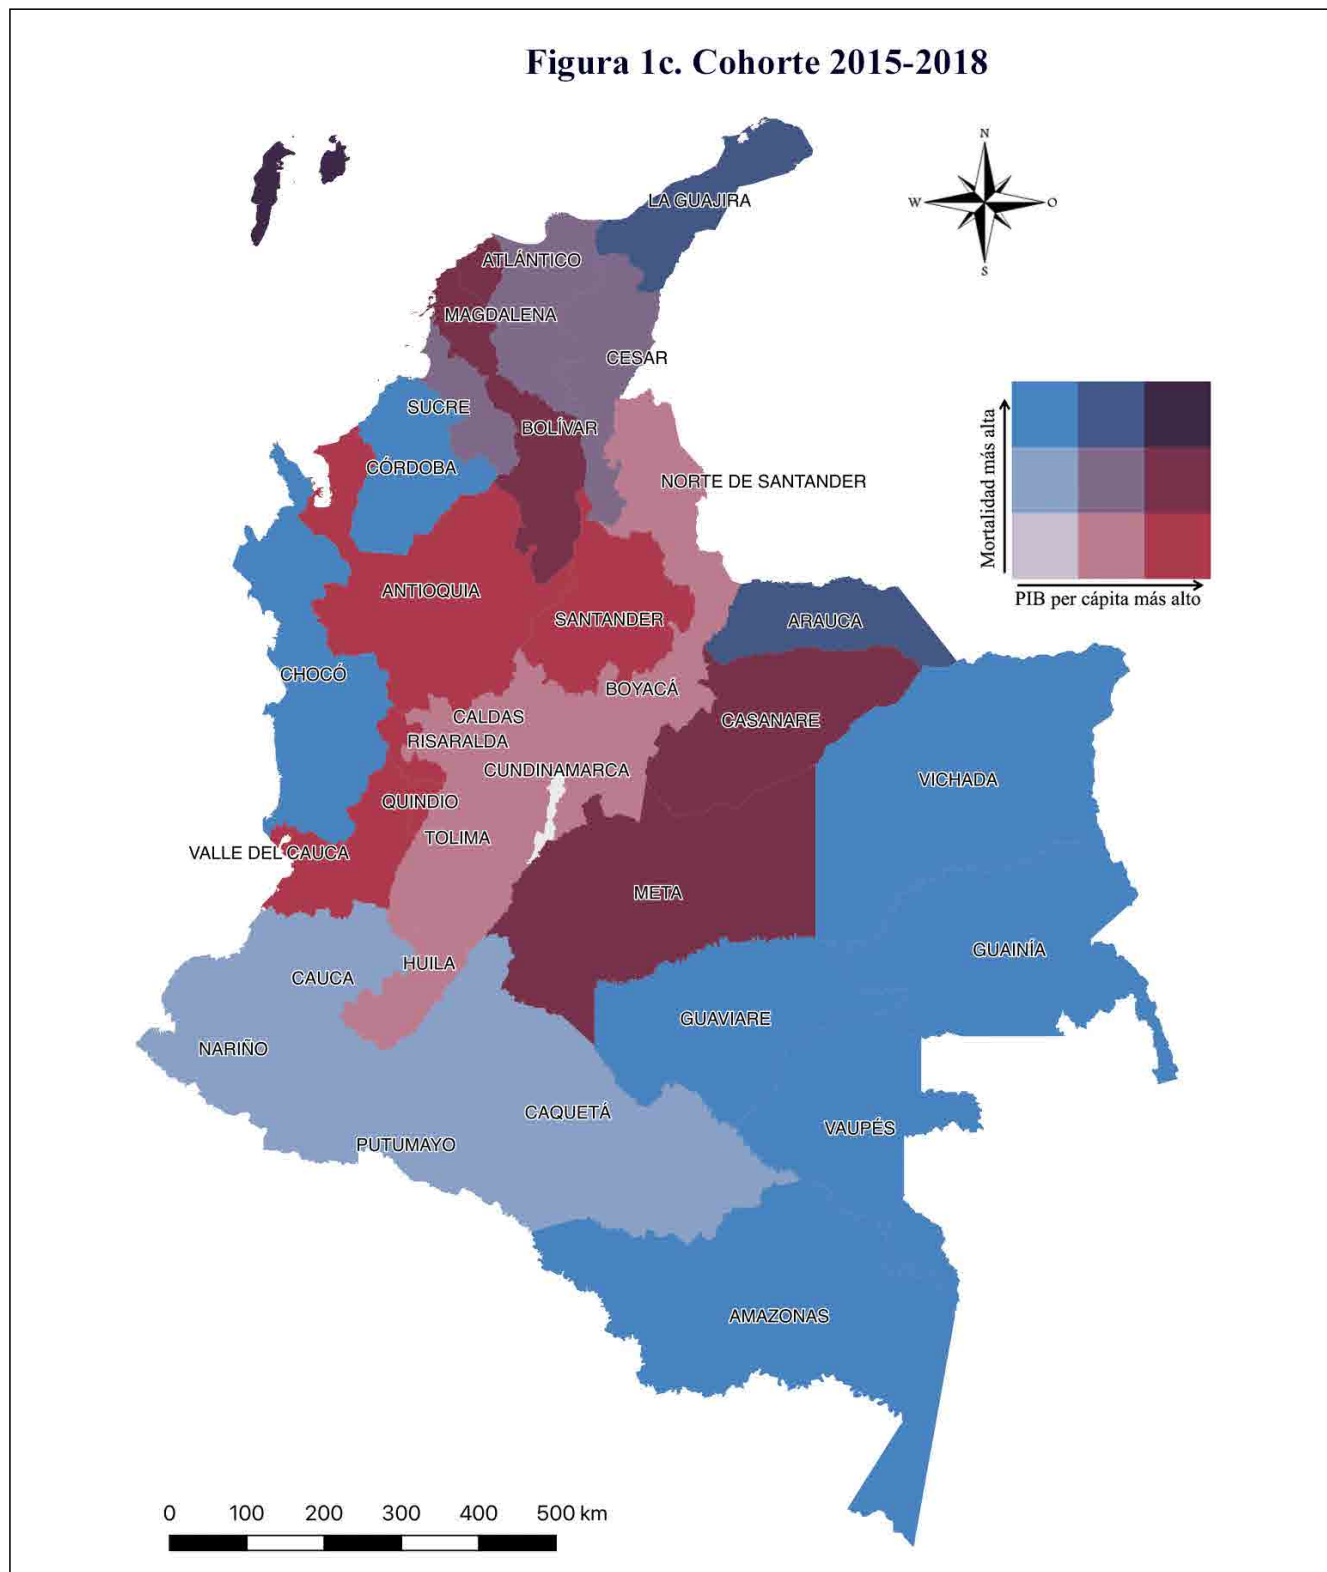 Figura 1c. Cohorte 2015-2018
N
W
O
S
LA GUAJIRA
ATLÁNTICO
MAGDALENA
CESAR
SUCRE
BOLÍVAR
CÓRDOBA
NORTE DE SANTANDER
Mortalidad más alta
PIB per cápita más alto
ANTIOQUIA
SANTANDER
ARAUCA
CHOCÓ
BOYACÁ
CALDAS
CASANARE
RISARALDA
CUNDINAMARCA
VICHADA
QUINDIO
TOLIMA
VALLE DEL CAUCA
META
GUAINÍA
HUILA
CAUCA
GUAVIARE
NARIÑO
CAQUETÁ
VAUPÉS
PUTUMAYO
AMAZONAS
0 100 200 300 400 500 km